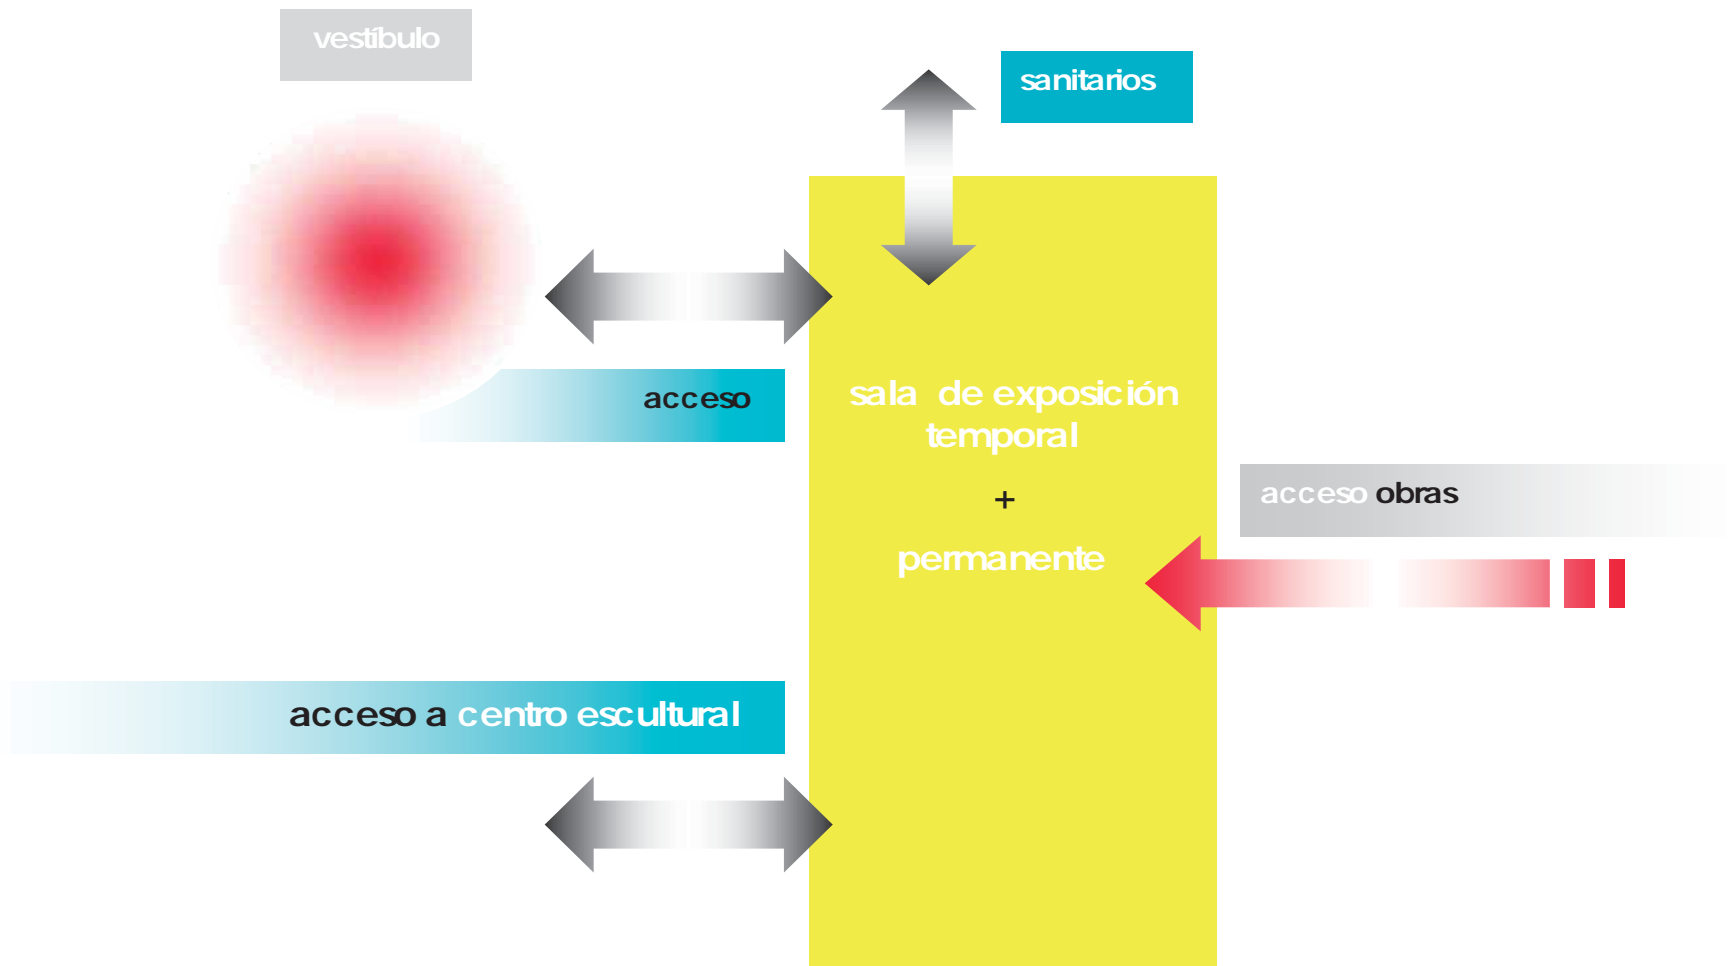 vestíbulo
sanitarios
acceso
sala de exposición
temporal
+
permanente
acceso obras
acceso a centro escultural